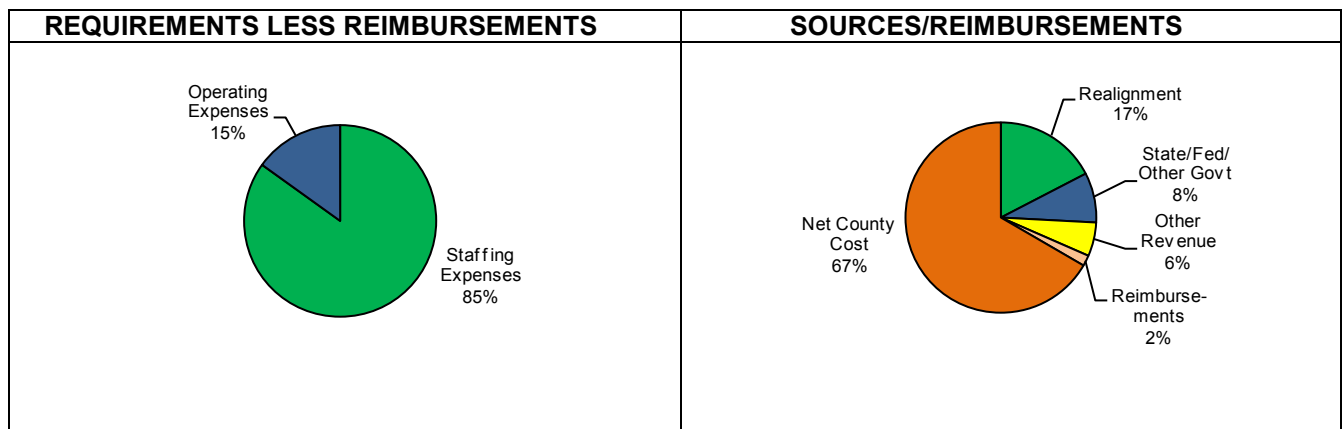 REQUIREMENTS LESS REIMBURSEMENTS
Operating
Expenses
15%
Staffing
Expenses
85%
SOURCES/REIMBURSEMENTS
Realignment
17%
State/Fed/
Other Govt
8%
Other
Revenue
6%
Reimburse-
ments
2%
Net County
Cost
67%